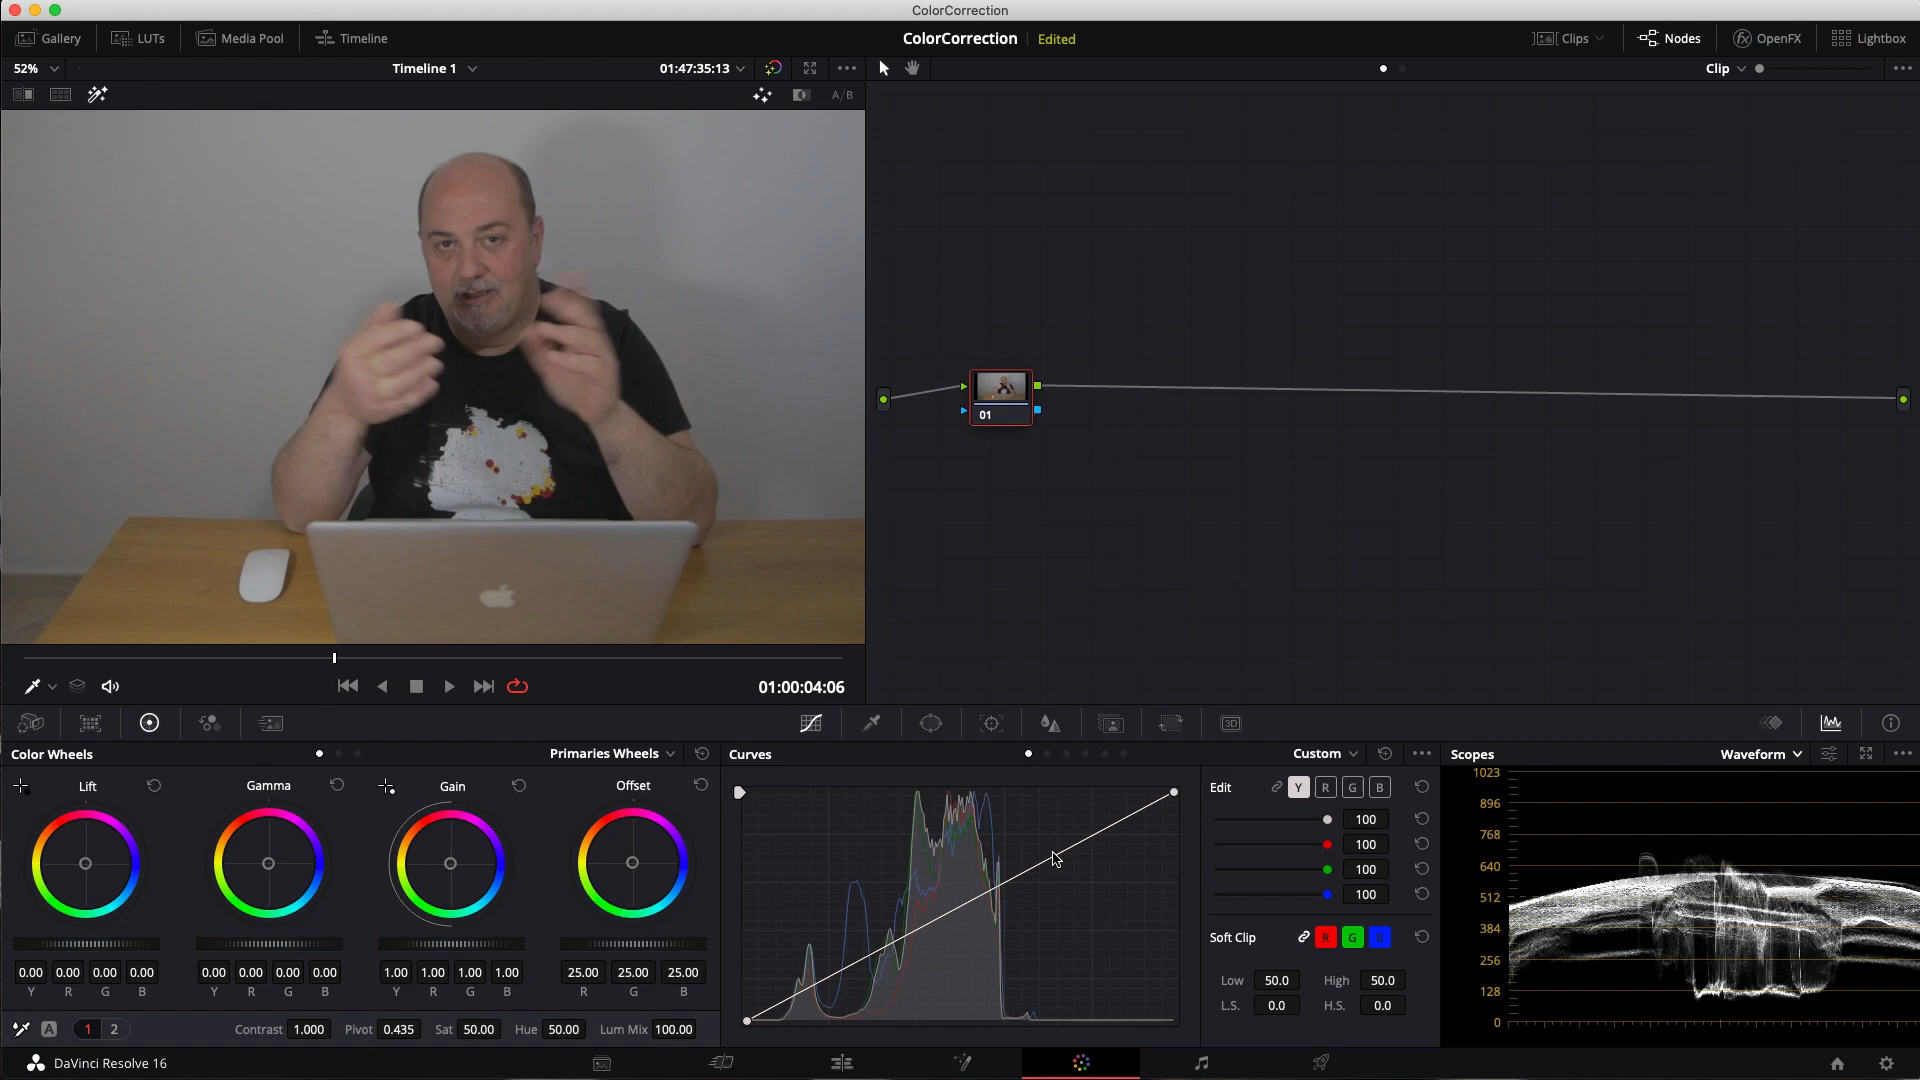 ColorCorrection
Gallery LUTs Media Pool Timeline ColorCorrection Edited Clips Nodes fx OpenFX Lightbox
52% Timeline 1 01:47:35:13 Clip
A/B
01
01:00:04:06
3D
Color Wheels Primaries Wheels Curves Custom Scopes Waveform
Lift Gamma Gain Offset Edit Y R G B
100
100
100
100
Soft Clip R G B
0.00 0.00 0.00 0.00 0.00 0.00 0.00 0.00 1.00 1.00 1.00 1.00 25.00 25.00 25.00
Y R G B Y R G B Y R G B R G B
Low 50.0 High 50.0
L.S. 0.0 H.S. 0.0
A 1 2 Contrast 1.000 Pivot 0.435 Sat 50.00 Hue 50.00 Lum Mix 100.00
1023
896
768
640
512
384
256
128
0
DaVinci Resolve 16